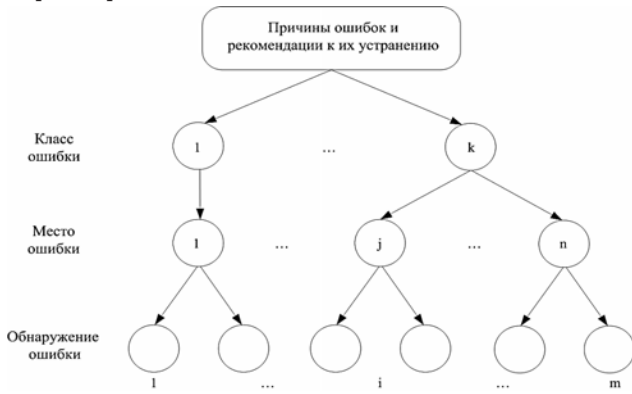 Причины ошибок и
рекомендации к их устранению
Класс
ошибки
1
...
k
Место
ошибки
1
...
j
...
n
Обнаружение
ошибки
1
...
i
...
m